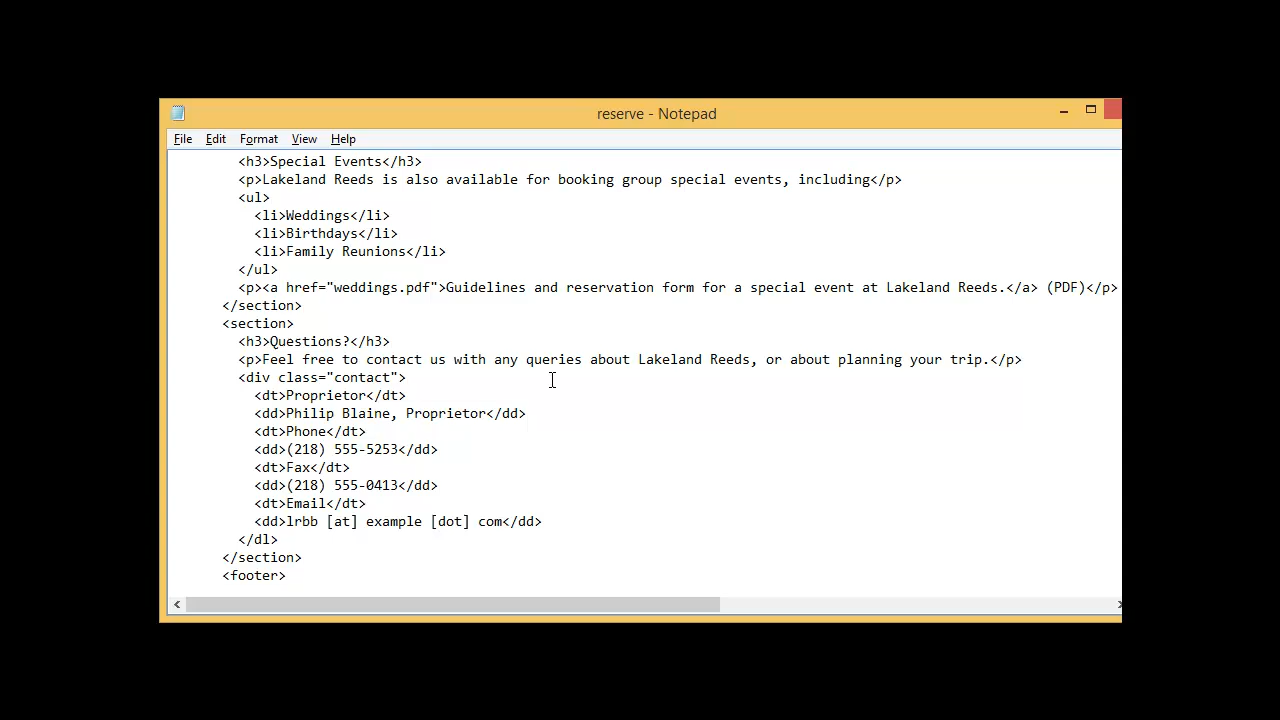 reserve - Notepad
File Edit Format View Help
<h3>Special Events</h3>
<p>Lakeland Reeds is also available for booking group special events, including</p>
<ul>
<li>Weddings</li>
<li>Birthdays</li>
<li>Family Reunions</li>
</ul>
<p><a href="weddings.pdf">Guidelines and reservation form for a special event at Lakeland Reeds.</a> (PDF)</p>
</section>
<section>
<h3>Questions?</h3>
<p>Feel free to contact us with any queries about Lakeland Reeds, or about planning your trip.</p>
<div class="contact">
<dt>Proprietor</dt>
<dd>Philip Blaine, Proprietor</dd>
<dt>Phone</dt>
<dd>(218) 555-5253</dd>
<dt>Fax</dt>
<dd>(218) 555-0413</dd>
<dt>Email</dt>
<dd>lrbb [at] example [dot] com</dd>
</dl>
</section>
<footer>